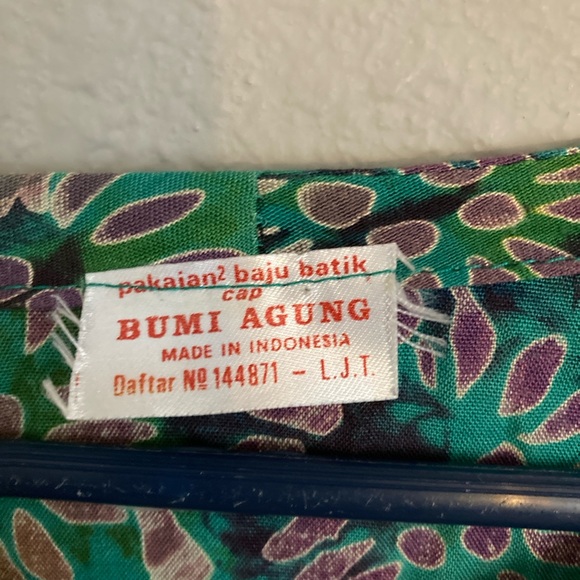 pakaian² baju batik
cap
BUMI AGUNG
MADE IN INDONESIA
Daftar № 144871 – L.J.T.